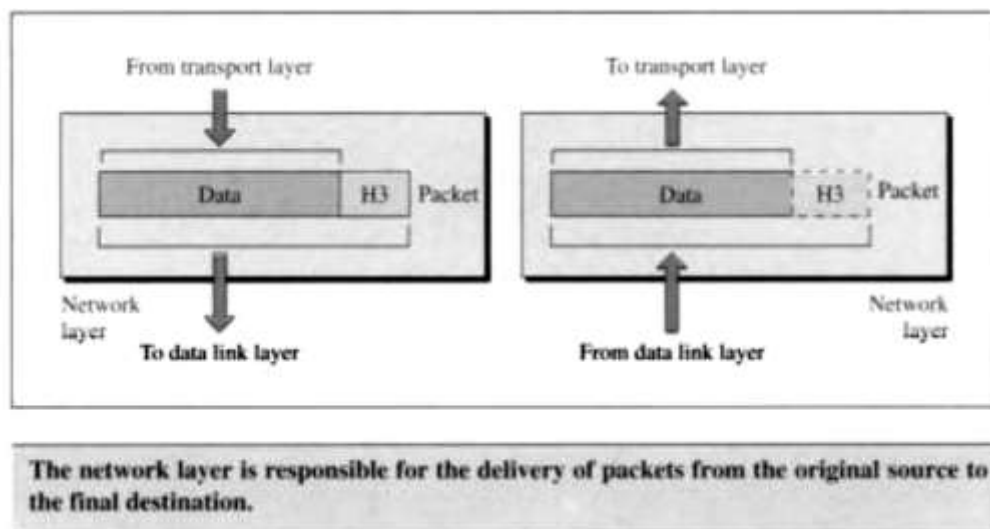 From transport layer
To transport layer
Data H3 Packet
Data H3 Packet
Network
layer
Network
layer
To data link layer
From data link layer
The network layer is responsible for the delivery of packets from the original source to
the final destination.